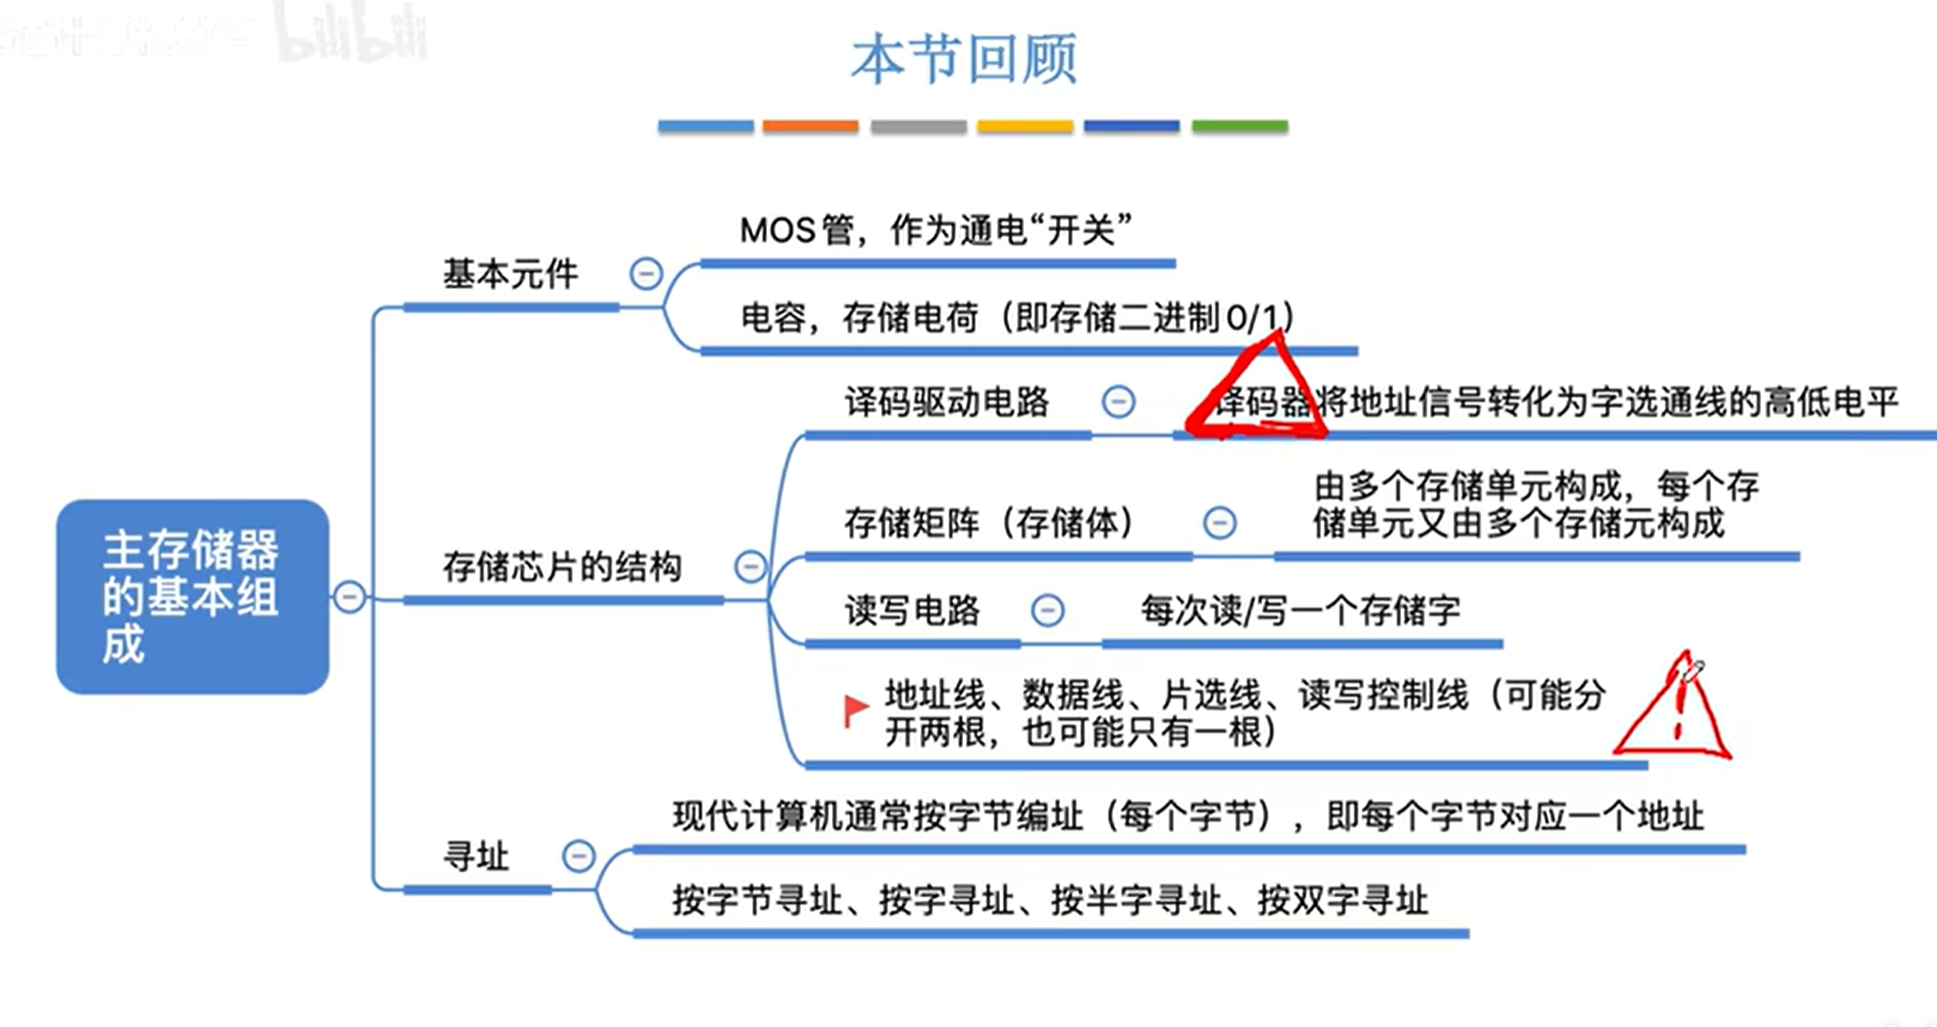 bilibili
本节回顾
MOS管，作为通电“开关”
基本元件
电容，存储电荷（即存储二进制0/1）
译码驱动电路
译码器将地址信号转化为字选通线的高低电平
由多个存储单元构成，每个存
储单元又由多个存储元构成
存储矩阵（存储体）
主存储器
的基本组
成
存储芯片的结构
读写电路
每次读/写一个存储字
地址线、数据线、片选线、读写控制线（可能分
开两根，也可能只有一根）
现代计算机通常按字节编址（每个字节），即每个字节对应一个地址
寻址
按字节寻址、按字寻址、按半字寻址、按双字寻址